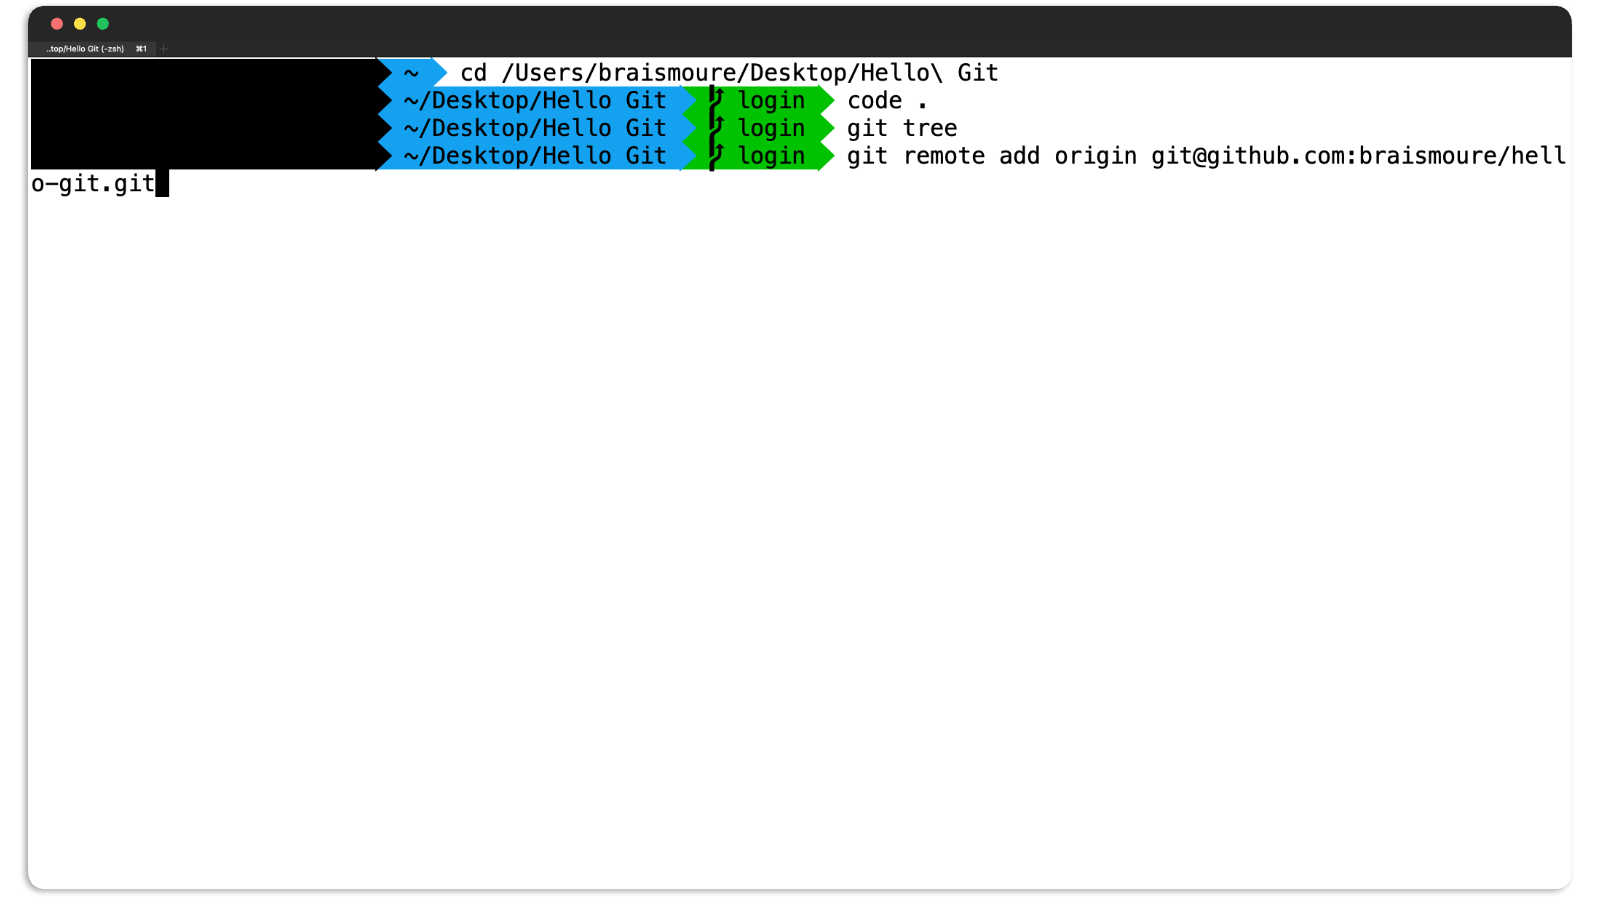 ..top/Hello Git (-zsh) ⌘1 +
~ cd /Users/braismoure/Desktop/Hello\ Git
~/Desktop/Hello Git login code .
~/Desktop/Hello Git login git tree
~/Desktop/Hello Git login git remote add origin git@github.com:braismoure/hell
o-git.git